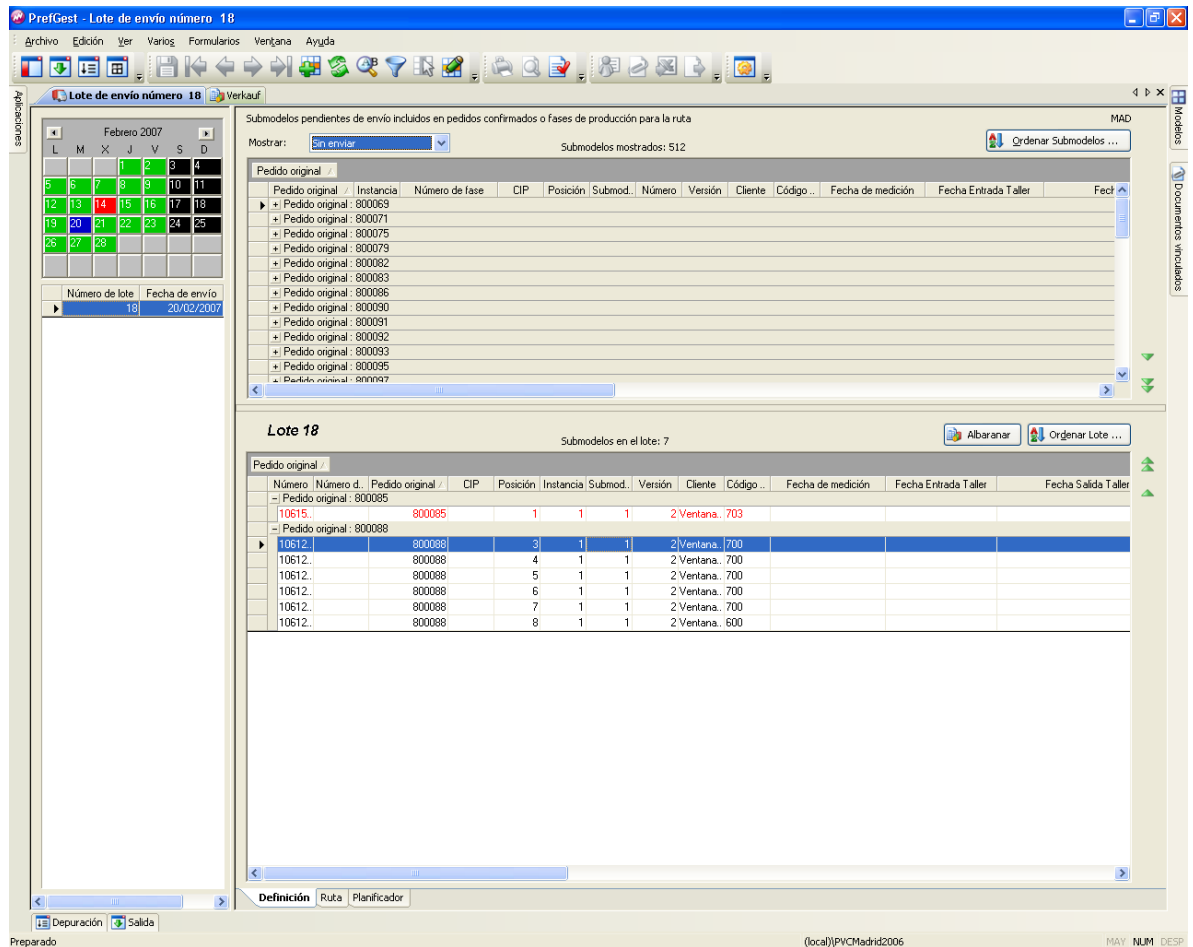 PrefGest - Lote de envío número 18
Archivo Edición Ver Varios Formularios Ventana Ayuda
Aplicaciones
Lote de envío número 18 Verkauf
Modelos
Documentos vinculados
Febrero 2007
L M X J V S D
1 2 3 4
5 6 7 8 9 10 11
12 13 14 15 16 17 18
19 20 21 22 23 24 25
26 27 28
Número de lote Fecha de envío
18 20/02/2007
Submodelos pendientes de envío incluidos en pedidos confirmados o fases de producción para la ruta MAD
Mostrar: Sin enviar Submodelos mostrados: 512 Ordenar Submodelos ...
Pedido original
Pedido original Instancia Número de fase CIP Posición Submod.. Número Versión Cliente Código .. Fecha de medición Fecha Entrada Taller Fech
Pedido original : 800069
Pedido original : 800071
Pedido original : 800075
Pedido original : 800079
Pedido original : 800082
Pedido original : 800083
Pedido original : 800086
Pedido original : 800090
Pedido original : 800091
Pedido original : 800092
Pedido original : 800093
Pedido original : 800095
Pedido original : 800097
Lote 18 Submodelos en el lote: 7 Albaranar Ordenar Lote ...
Pedido original
Número Número d.. Pedido original CIP Posición Instancia Submod.. Versión Cliente Código .. Fecha de medición Fecha Entrada Taller Fecha Salida Taller
Pedido original : 800085
10615.. 800085 1 1 1 2 Ventana.. 703
Pedido original : 800088
10612.. 800088 3 1 1 2 Ventana.. 700
10612.. 800088 4 1 1 2 Ventana.. 700
10612.. 800088 5 1 1 2 Ventana.. 700
10612.. 800088 6 1 1 2 Ventana.. 700
10612.. 800088 7 1 1 2 Ventana.. 700
10612.. 800088 8 1 1 2 Ventana.. 600
Definición Ruta Planificador
Depuración Salida
Preparado (local)\PVCMadrid2006 MAY NUM DESP